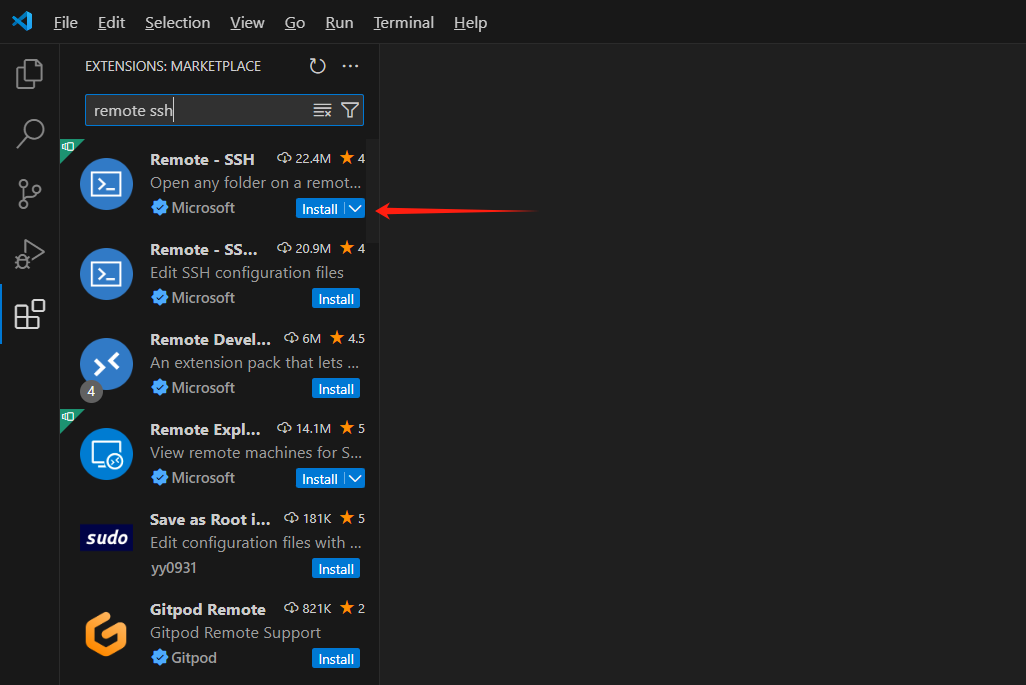 File Edit Selection View Go Run Terminal Help
EXTENSIONS: MARKETPLACE
remote ssh
Remote - SSH 22.4M 4
Open any folder on a remot...
Microsoft Install
Remote - SS... 20.9M 4
Edit SSH configuration files
Microsoft Install
Remote Devel... 6M 4.5
An extension pack that lets ...
4 Microsoft Install
Remote Expl... 14.1M 5
View remote machines for S...
Microsoft Install
Save as Root i... 181K 5
sudo Edit configuration files with ...
yy0931 Install
Gitpod Remote 821K 2
Gitpod Remote Support
Gitpod Install